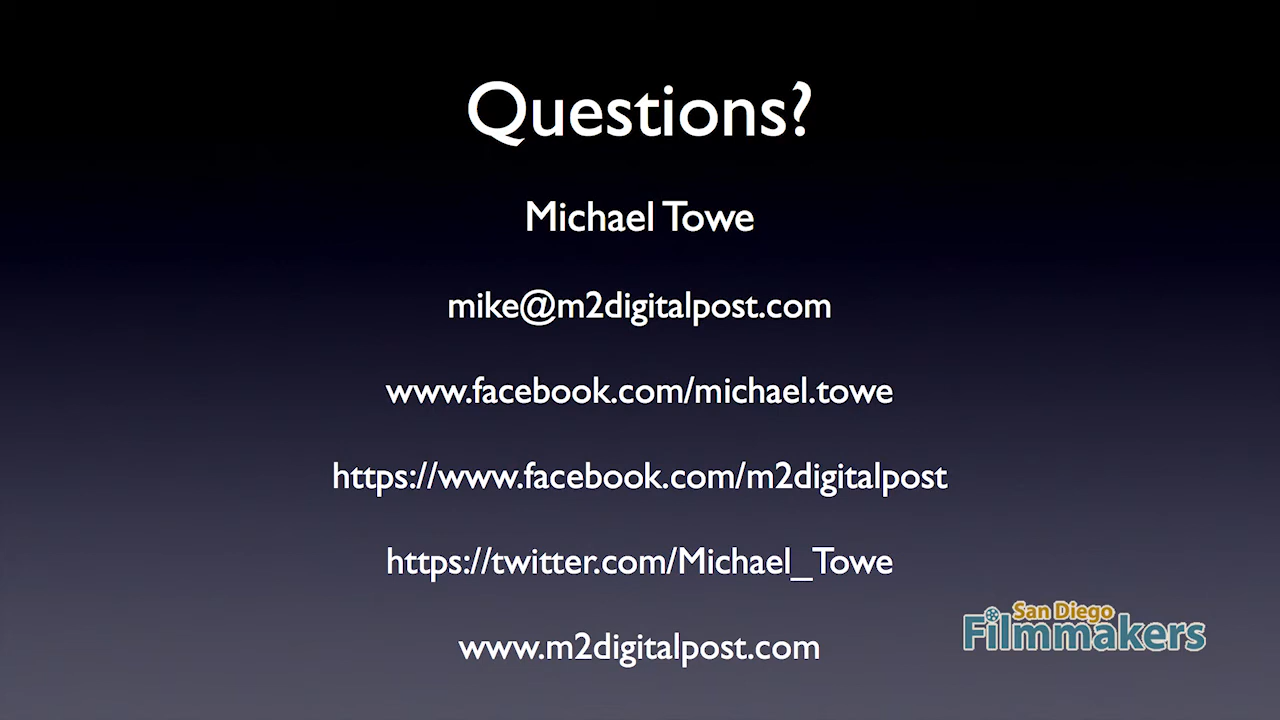 Questions?
Michael Towe
mike@m2digitalpost.com
www.facebook.com/michael.towe
https://www.facebook.com/m2digitalpost
https://twitter.com/Michael_Towe
www.m2digitalpost.com
San Diego
Filmmakers